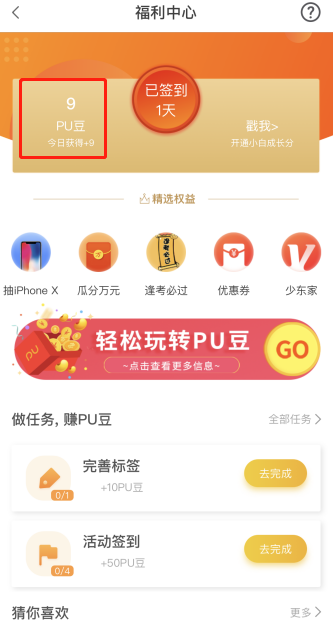 福利中心
9
PU豆
今日获得+9
已签到
1天
戳我>
开通小白成长分
精选权益
抽iPhone X
瓜分万元
逢考必过
优惠券
少东家
PU
轻松玩转PU豆
~点击查看更多信息~
GO
做任务, 赚PU豆
全部任务
完善标签
+10PU豆
0/1
去完成
活动签到
+50PU豆
0/4
去完成
猜你喜欢
更多